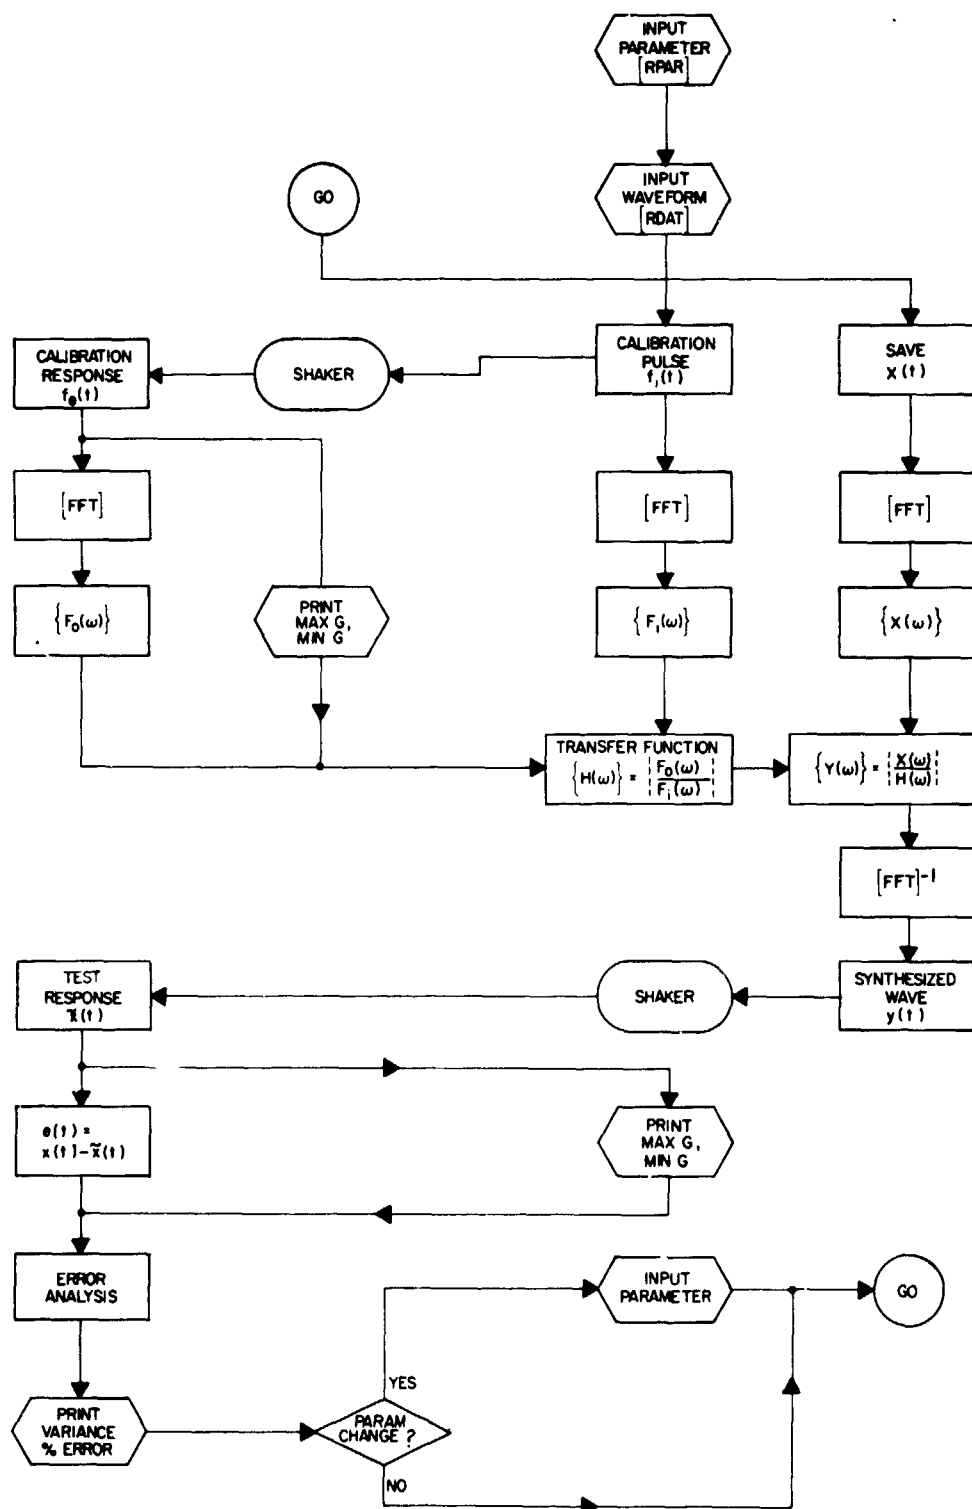 INPUT
PARAMETER
[RPAR]
GO
INPUT
WAVEFORM
[RDAT]
CALIBRATION
RESPONSE
f₀(t)
SHAKER
CALIBRATION
PULSE
fᵢ(t)
SAVE
X(t)
[FFT]
[FFT]
[FFT]
{F₀(ω)}
PRINT
MAX G,
MIN G
{Fᵢ(ω)}
{X(ω)}
TRANSFER FUNCTION
{H(ω)} = |F₀(ω)/Fᵢ(ω)|
{Y(ω)} = |X(ω)/H(ω)|
[FFT]⁻¹
TEST
RESPONSE
x̃(t)
SHAKER
SYNTHESIZED
WAVE
y(t)
e(t) =
x(t)-x̃(t)
PRINT
MAX G,
MIN G
ERROR
ANALYSIS
INPUT
PARAMETER
GO
YES
PRINT
VARIANCE
% ERROR
PARAM
CHANGE ?
NO